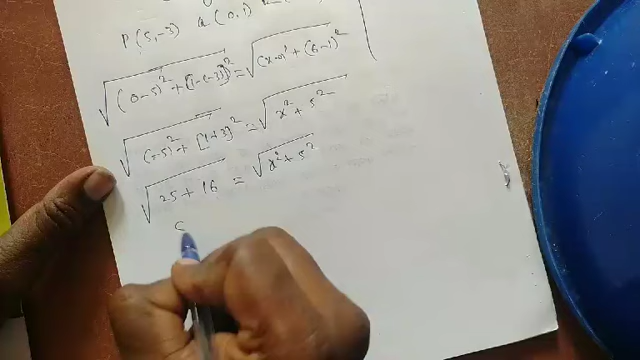 P(5,-3) Q(0,1)
√(0-5)²+[1-(-3)]² = √(x-0)²+(6-1)²
√(-5)²+[1+3]² = √x²+5²
√25+16 = √x²+5²